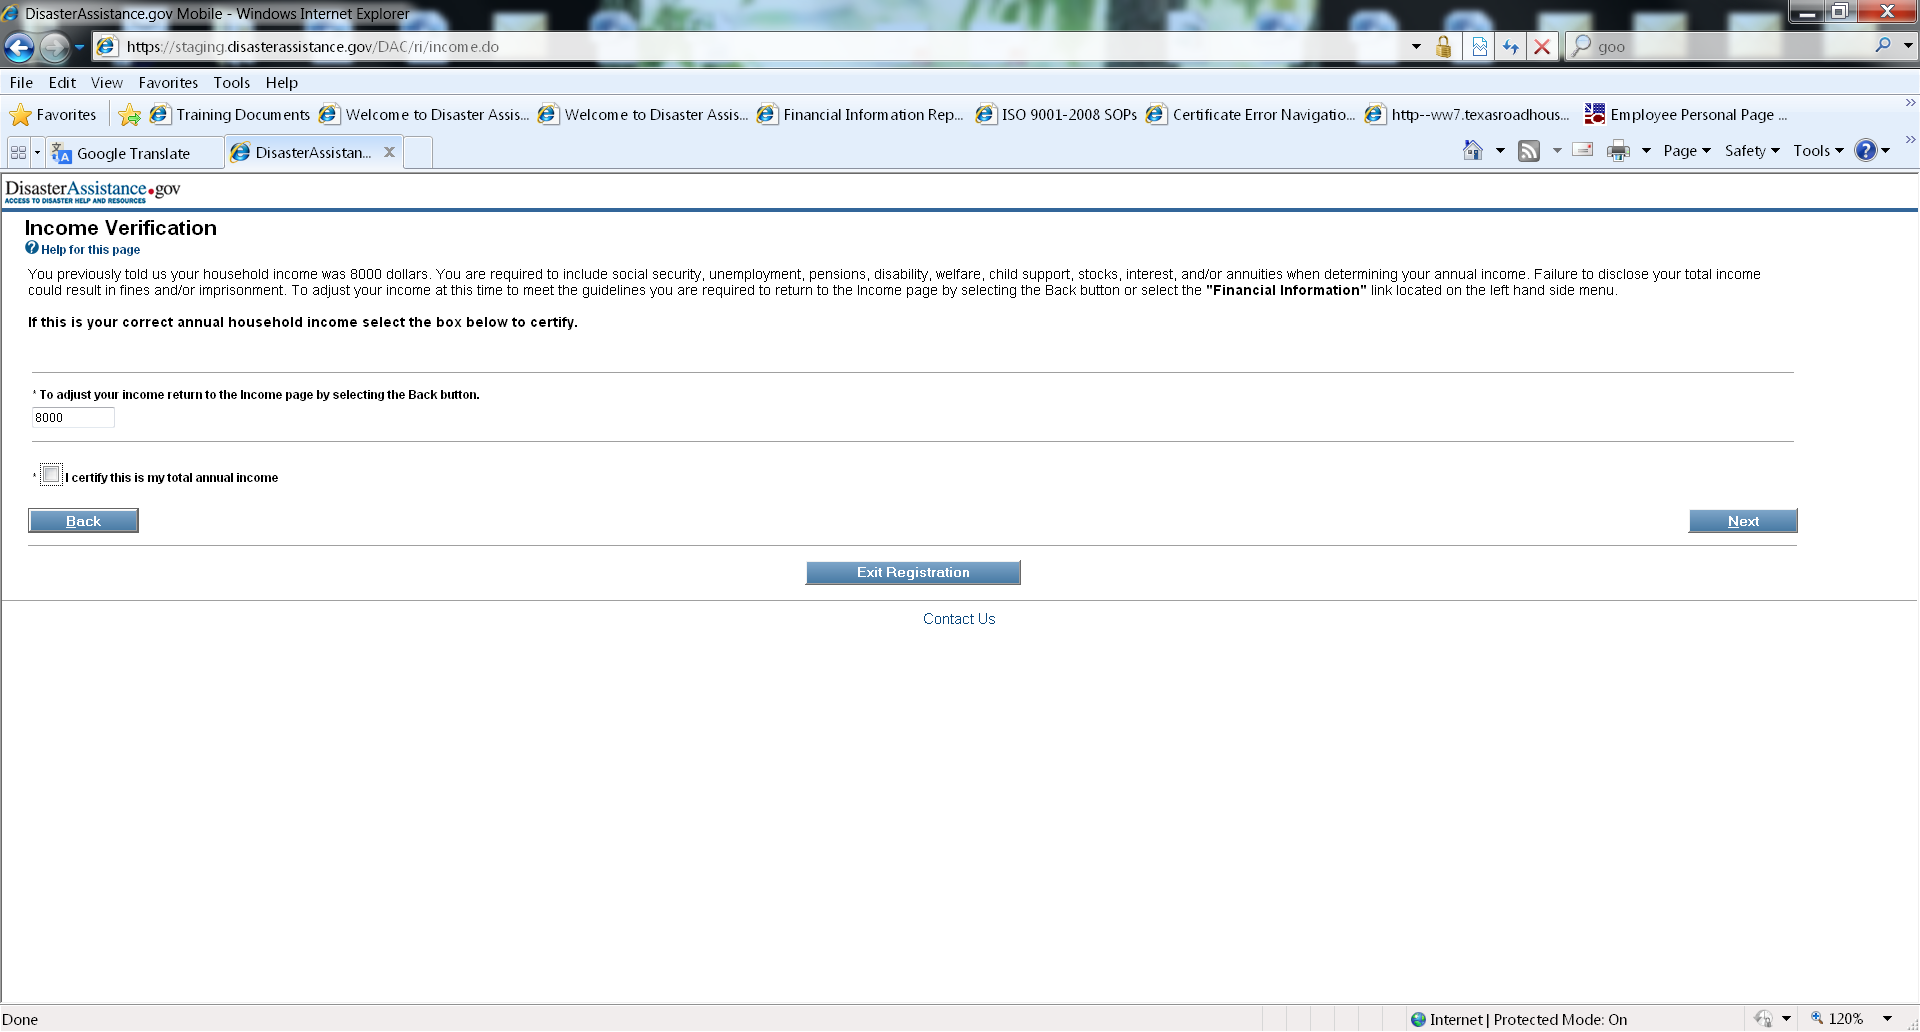 DisasterAssistance.gov Mobile - Windows Internet Explorer
https://staging.disasterassistance.gov/DAC/ri/income.do
goo
File Edit View Favorites Tools Help
Favorites Training Documents Welcome to Disaster Assis... Welcome to Disaster Assis... Financial Information Rep... ISO 9001-2008 SOPs Certificate Error Navigatio... http--ww7.texasroadhous... Employee Personal Page ...
Google Translate DisasterAssistan... Page Safety Tools
DisasterAssistance.gov
ACCESS TO DISASTER HELP AND RESOURCES
Income Verification
Help for this page
You previously told us your household income was 8000 dollars. You are required to include social security, unemployment, pensions, disability, welfare, child support, stocks, interest, and/or annuities when determining your annual income. Failure to disclose your total income
could result in fines and/or imprisonment. To adjust your income at this time to meet the guidelines you are required to return to the Income page by selecting the Back button or select the "Financial Information" link located on the left hand side menu.
If this is your correct annual household income select the box below to certify.
* To adjust your income return to the Income page by selecting the Back button.
8000
* I certify this is my total annual income
Back Next
Exit Registration
Contact Us
Done Internet | Protected Mode: On 120%